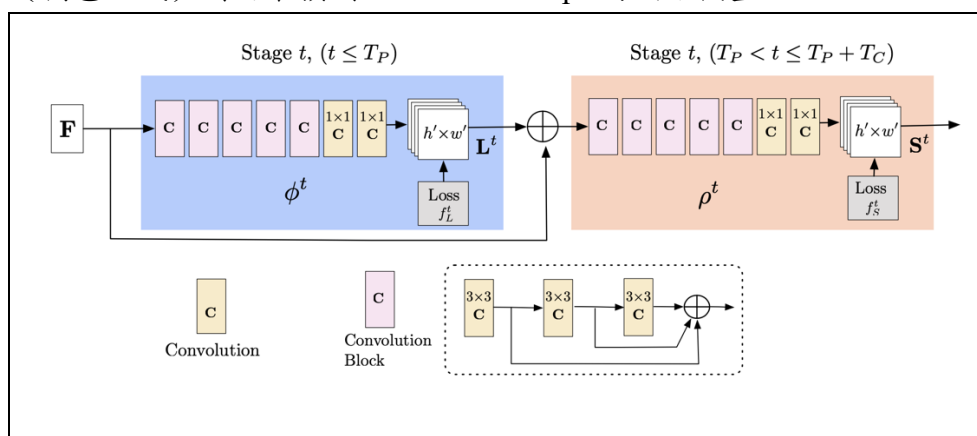 Stage t, (t ≤ T_P)
Stage t, (T_P < t ≤ T_P + T_C)
F
C C C C C 1×1 C 1×1 C
h′×w′
L^t
Loss f_L^t
ϕ^t
C C C C C 1×1 C 1×1 C
h′×w′
S^t
Loss f_S^t
ρ^t
C
Convolution
C
Convolution
Block
3×3 C 3×3 C 3×3 C